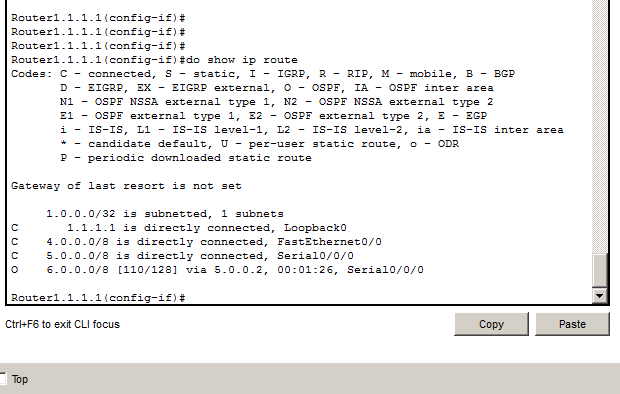 Router1.1.1.1(config-if)#
Router1.1.1.1(config-if)#
Router1.1.1.1(config-if)#
Router1.1.1.1(config-if)#do show ip route
Codes: C - connected, S - static, I - IGRP, R - RIP, M - mobile, B - BGP
       D - EIGRP, EX - EIGRP external, O - OSPF, IA - OSPF inter area
       N1 - OSPF NSSA external type 1, N2 - OSPF NSSA external type 2
       E1 - OSPF external type 1, E2 - OSPF external type 2, E - EGP
       i - IS-IS, L1 - IS-IS level-1, L2 - IS-IS level-2, ia - IS-IS inter area
       * - candidate default, U - per-user static route, o - ODR
       P - periodic downloaded static route
Gateway of last resort is not set
     1.0.0.0/32 is subnetted, 1 subnets
C       1.1.1.1 is directly connected, Loopback0
C    4.0.0.0/8 is directly connected, FastEthernet0/0
C    5.0.0.0/8 is directly connected, Serial0/0/0
O    6.0.0.0/8 [110/128] via 5.0.0.2, 00:01:26, Serial0/0/0
Router1.1.1.1(config-if)#
Ctrl+F6 to exit CLI focus
Copy
Paste
Top